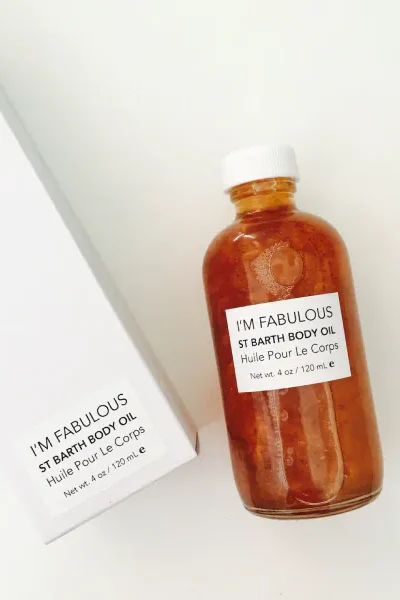 I'M FABULOUS
ST BARTH BODY OIL
Huile Pour Le Corps
Net wt. 4 oz / 120 mL ℮
I'M FABULOUS
ST BARTH BODY OIL
Huile Pour Le Corps
Net wt. 4 oz / 120 mL ℮